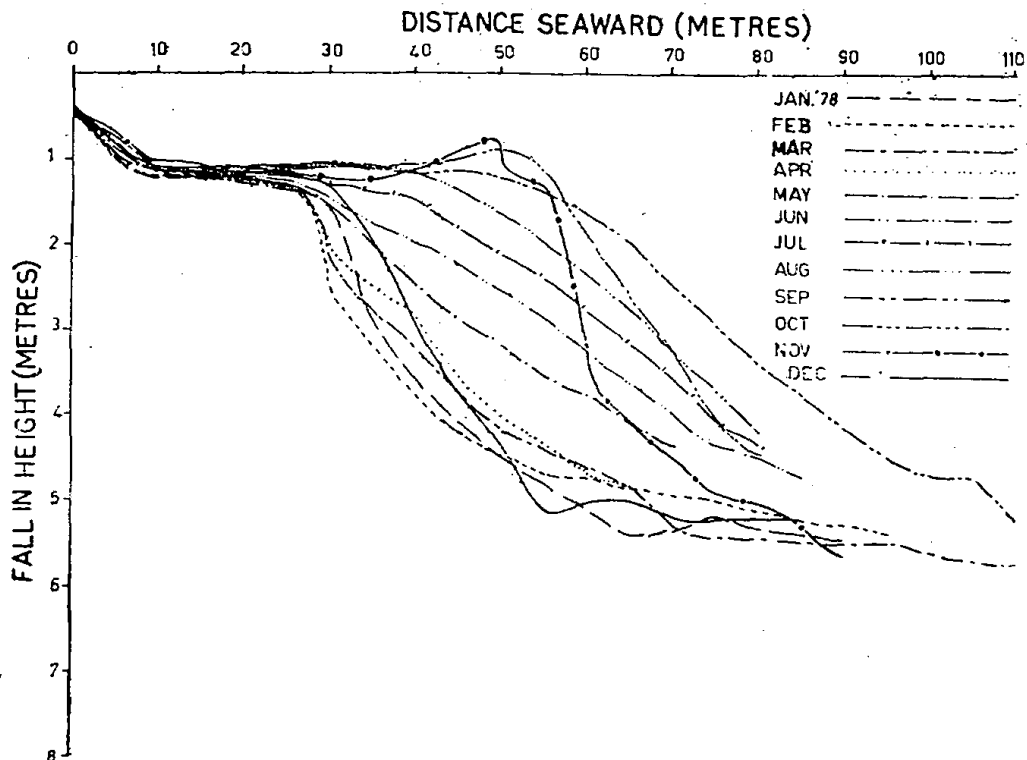 DISTANCE SEAWARD (METRES)
0 10 20 30 40 50 60 70 80 90 100 110
JAN.'78
FEB
MAR
APR
MAY
JUN
JUL
AUG
SEP
OCT
NOV
DEC
1
2
3
4
5
6
7
8
FALL IN HEIGHT (METRES)